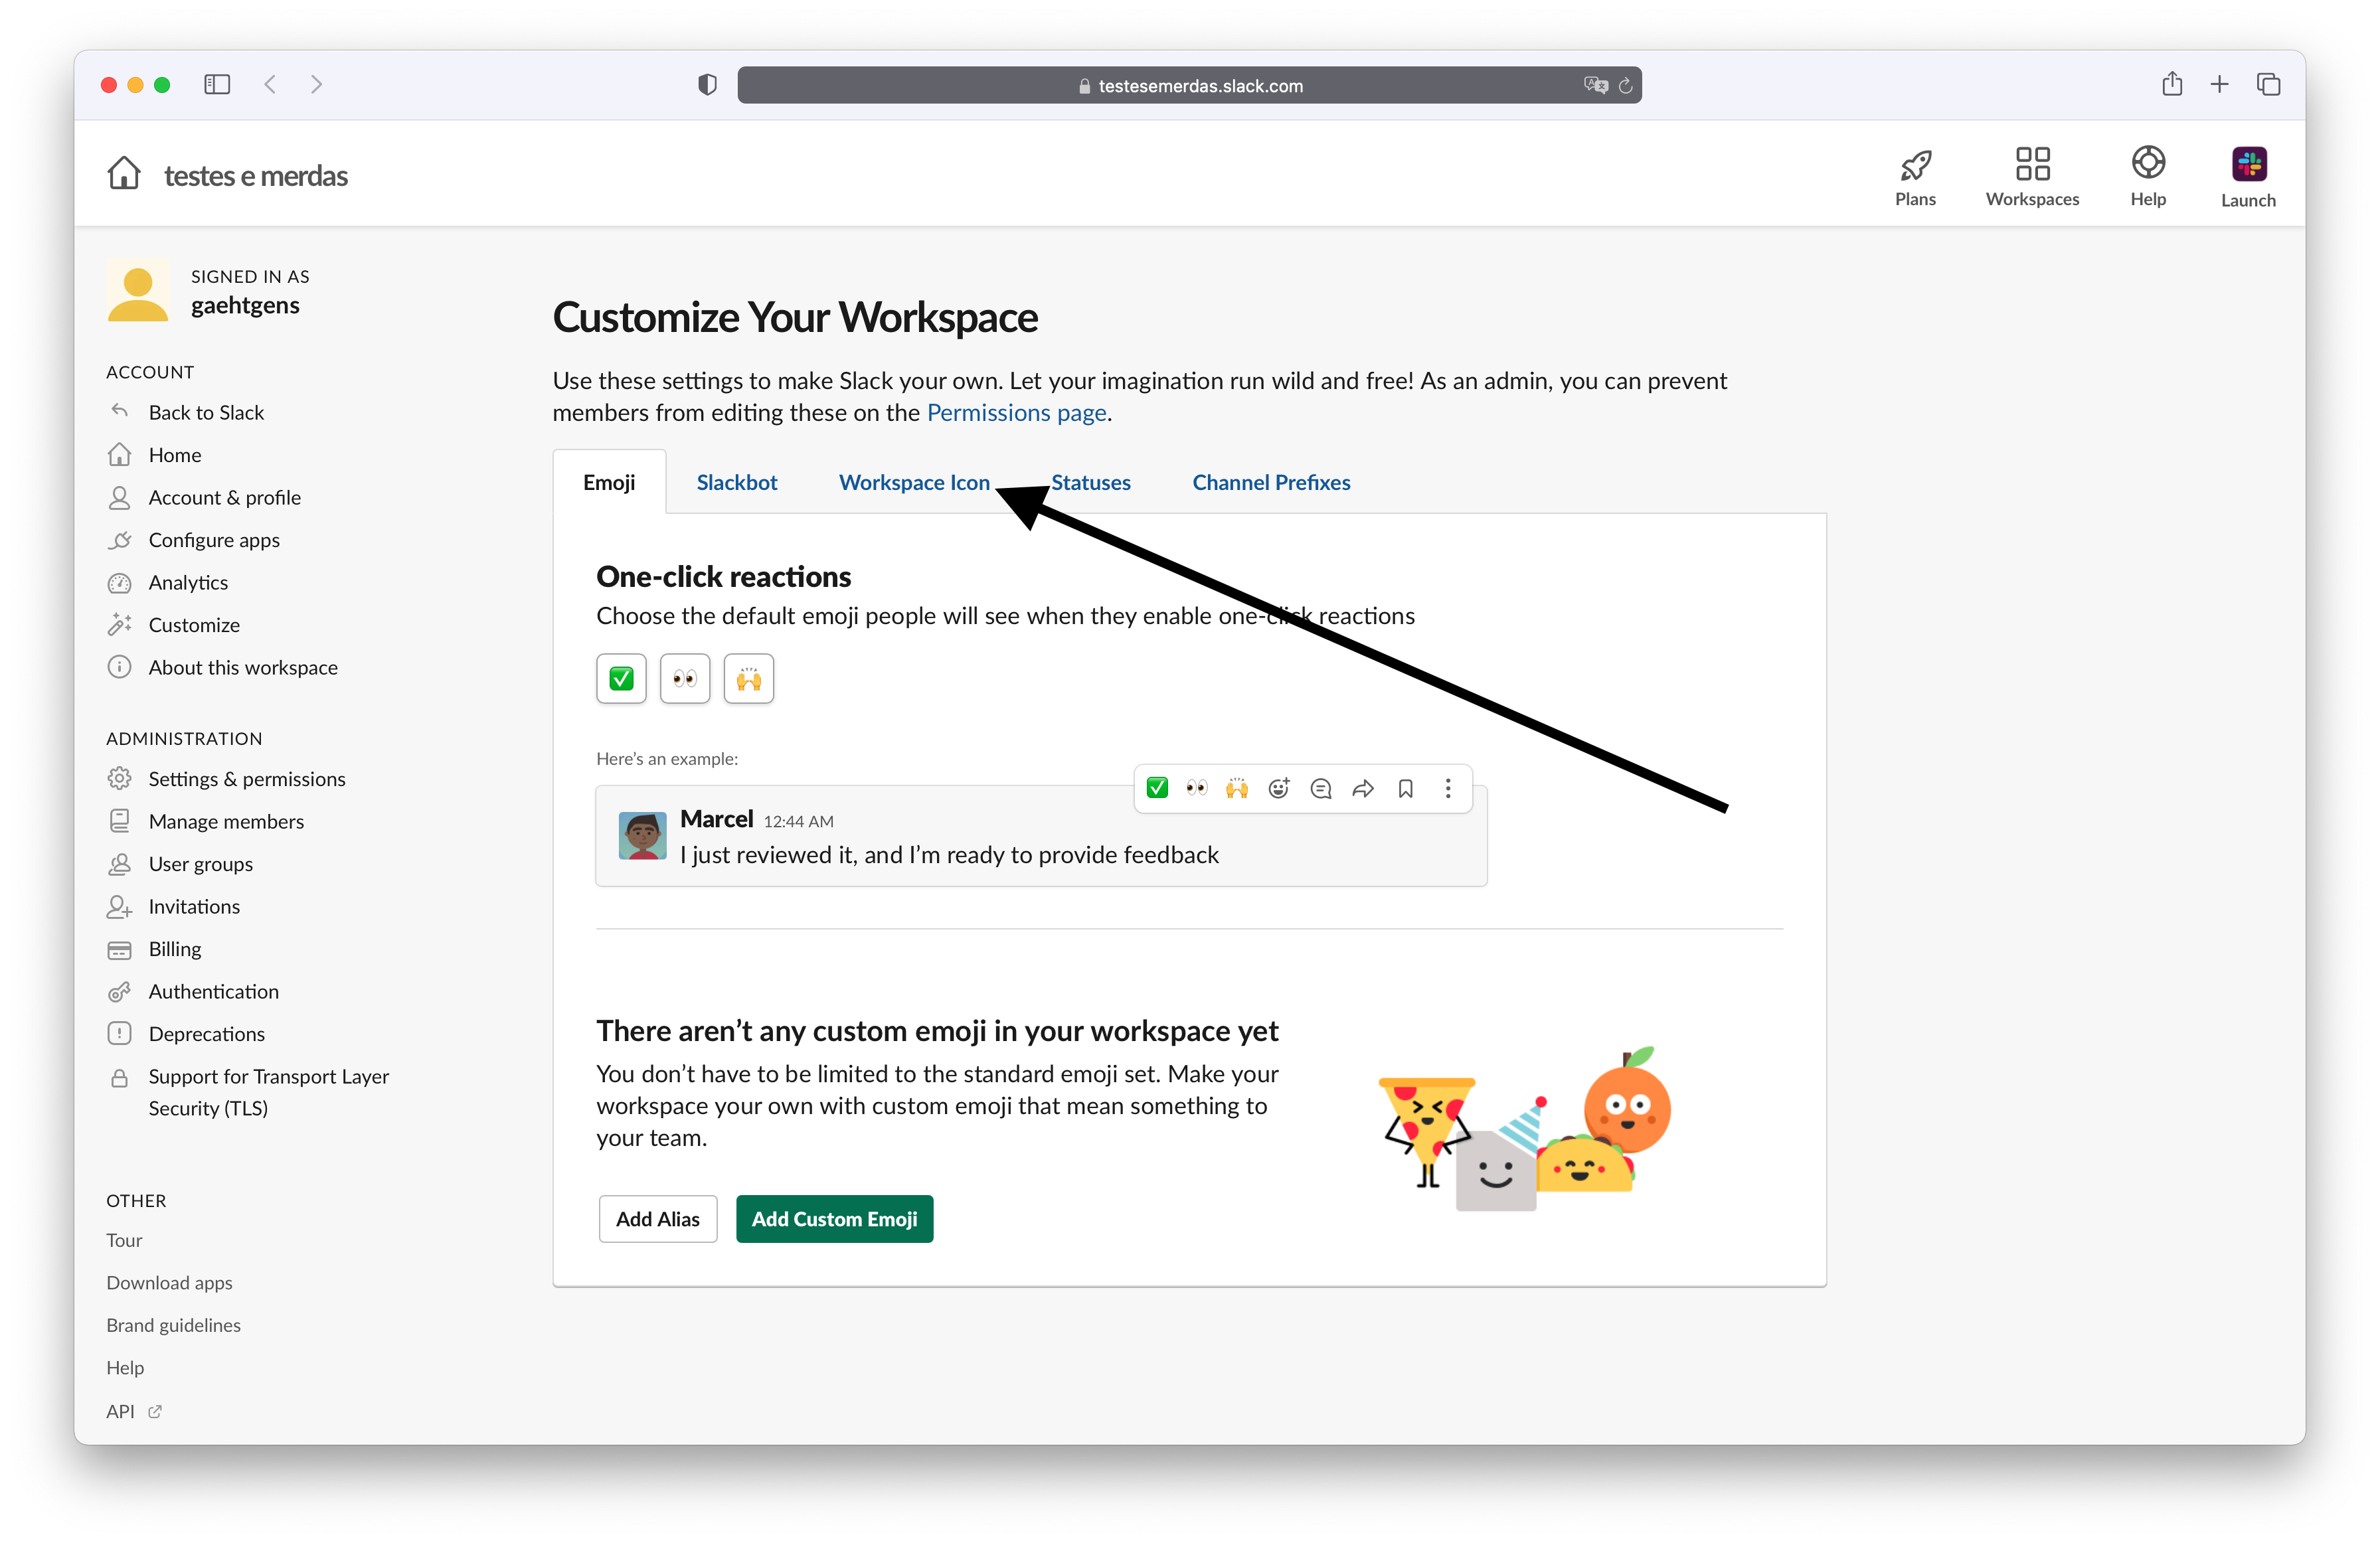 testesemerdas.slack.com
testes e merdas
Plans
Workspaces
Help
Launch
SIGNED IN AS
gaehtgens
ACCOUNT
Back to Slack
Home
Account & profile
Configure apps
Analytics
Customize
About this workspace
ADMINISTRATION
Settings & permissions
Manage members
User groups
Invitations
Billing
Authentication
Deprecations
Support for Transport Layer
Security (TLS)
OTHER
Tour
Download apps
Brand guidelines
Help
API
Customize Your Workspace
Use these settings to make Slack your own. Let your imagination run wild and free! As an admin, you can prevent
members from editing these on the Permissions page.
Emoji
Slackbot
Workspace Icon
Statuses
Channel Prefixes
One-click reactions
Choose the default emoji people will see when they enable one-click reactions
Here's an example:
Marcel 12:44 AM
I just reviewed it, and I'm ready to provide feedback
There aren't any custom emoji in your workspace yet
You don't have to be limited to the standard emoji set. Make your
workspace your own with custom emoji that mean something to
your team.
Add Alias
Add Custom Emoji